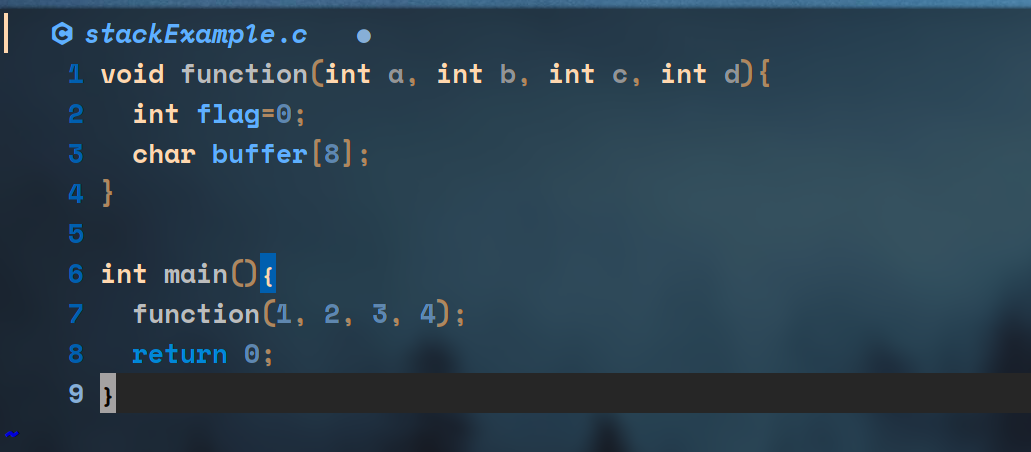 stackExample.c
1 void function(int a, int b, int c, int d){
2   int flag=0;
3   char buffer[8];
4 }
5
6 int main(){
7   function(1, 2, 3, 4);
8   return 0;
9 }
~